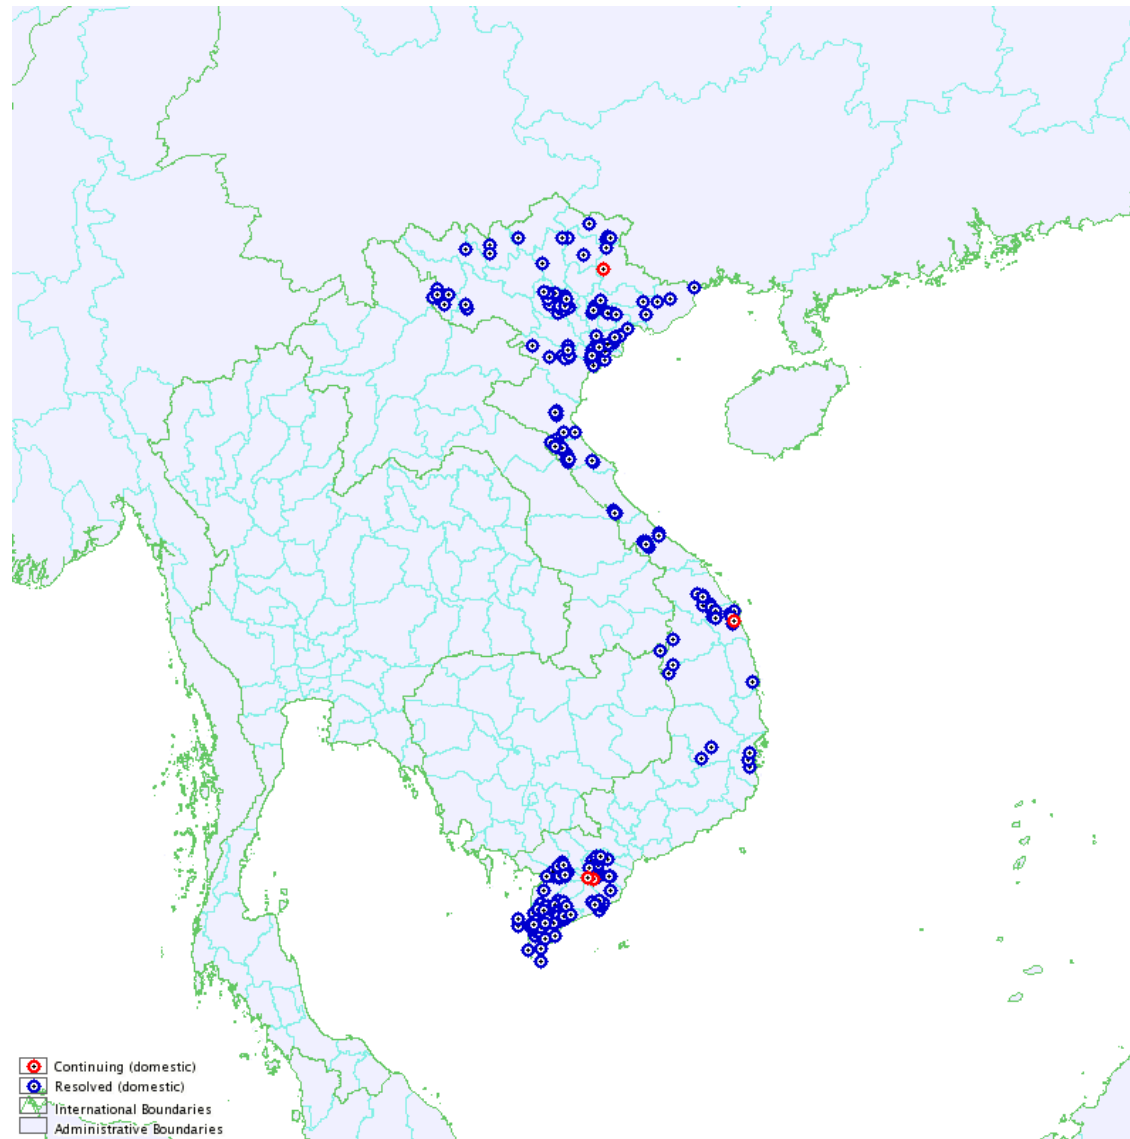 Continuing (domestic)
Resolved (domestic)
International Boundaries
Administrative Boundaries